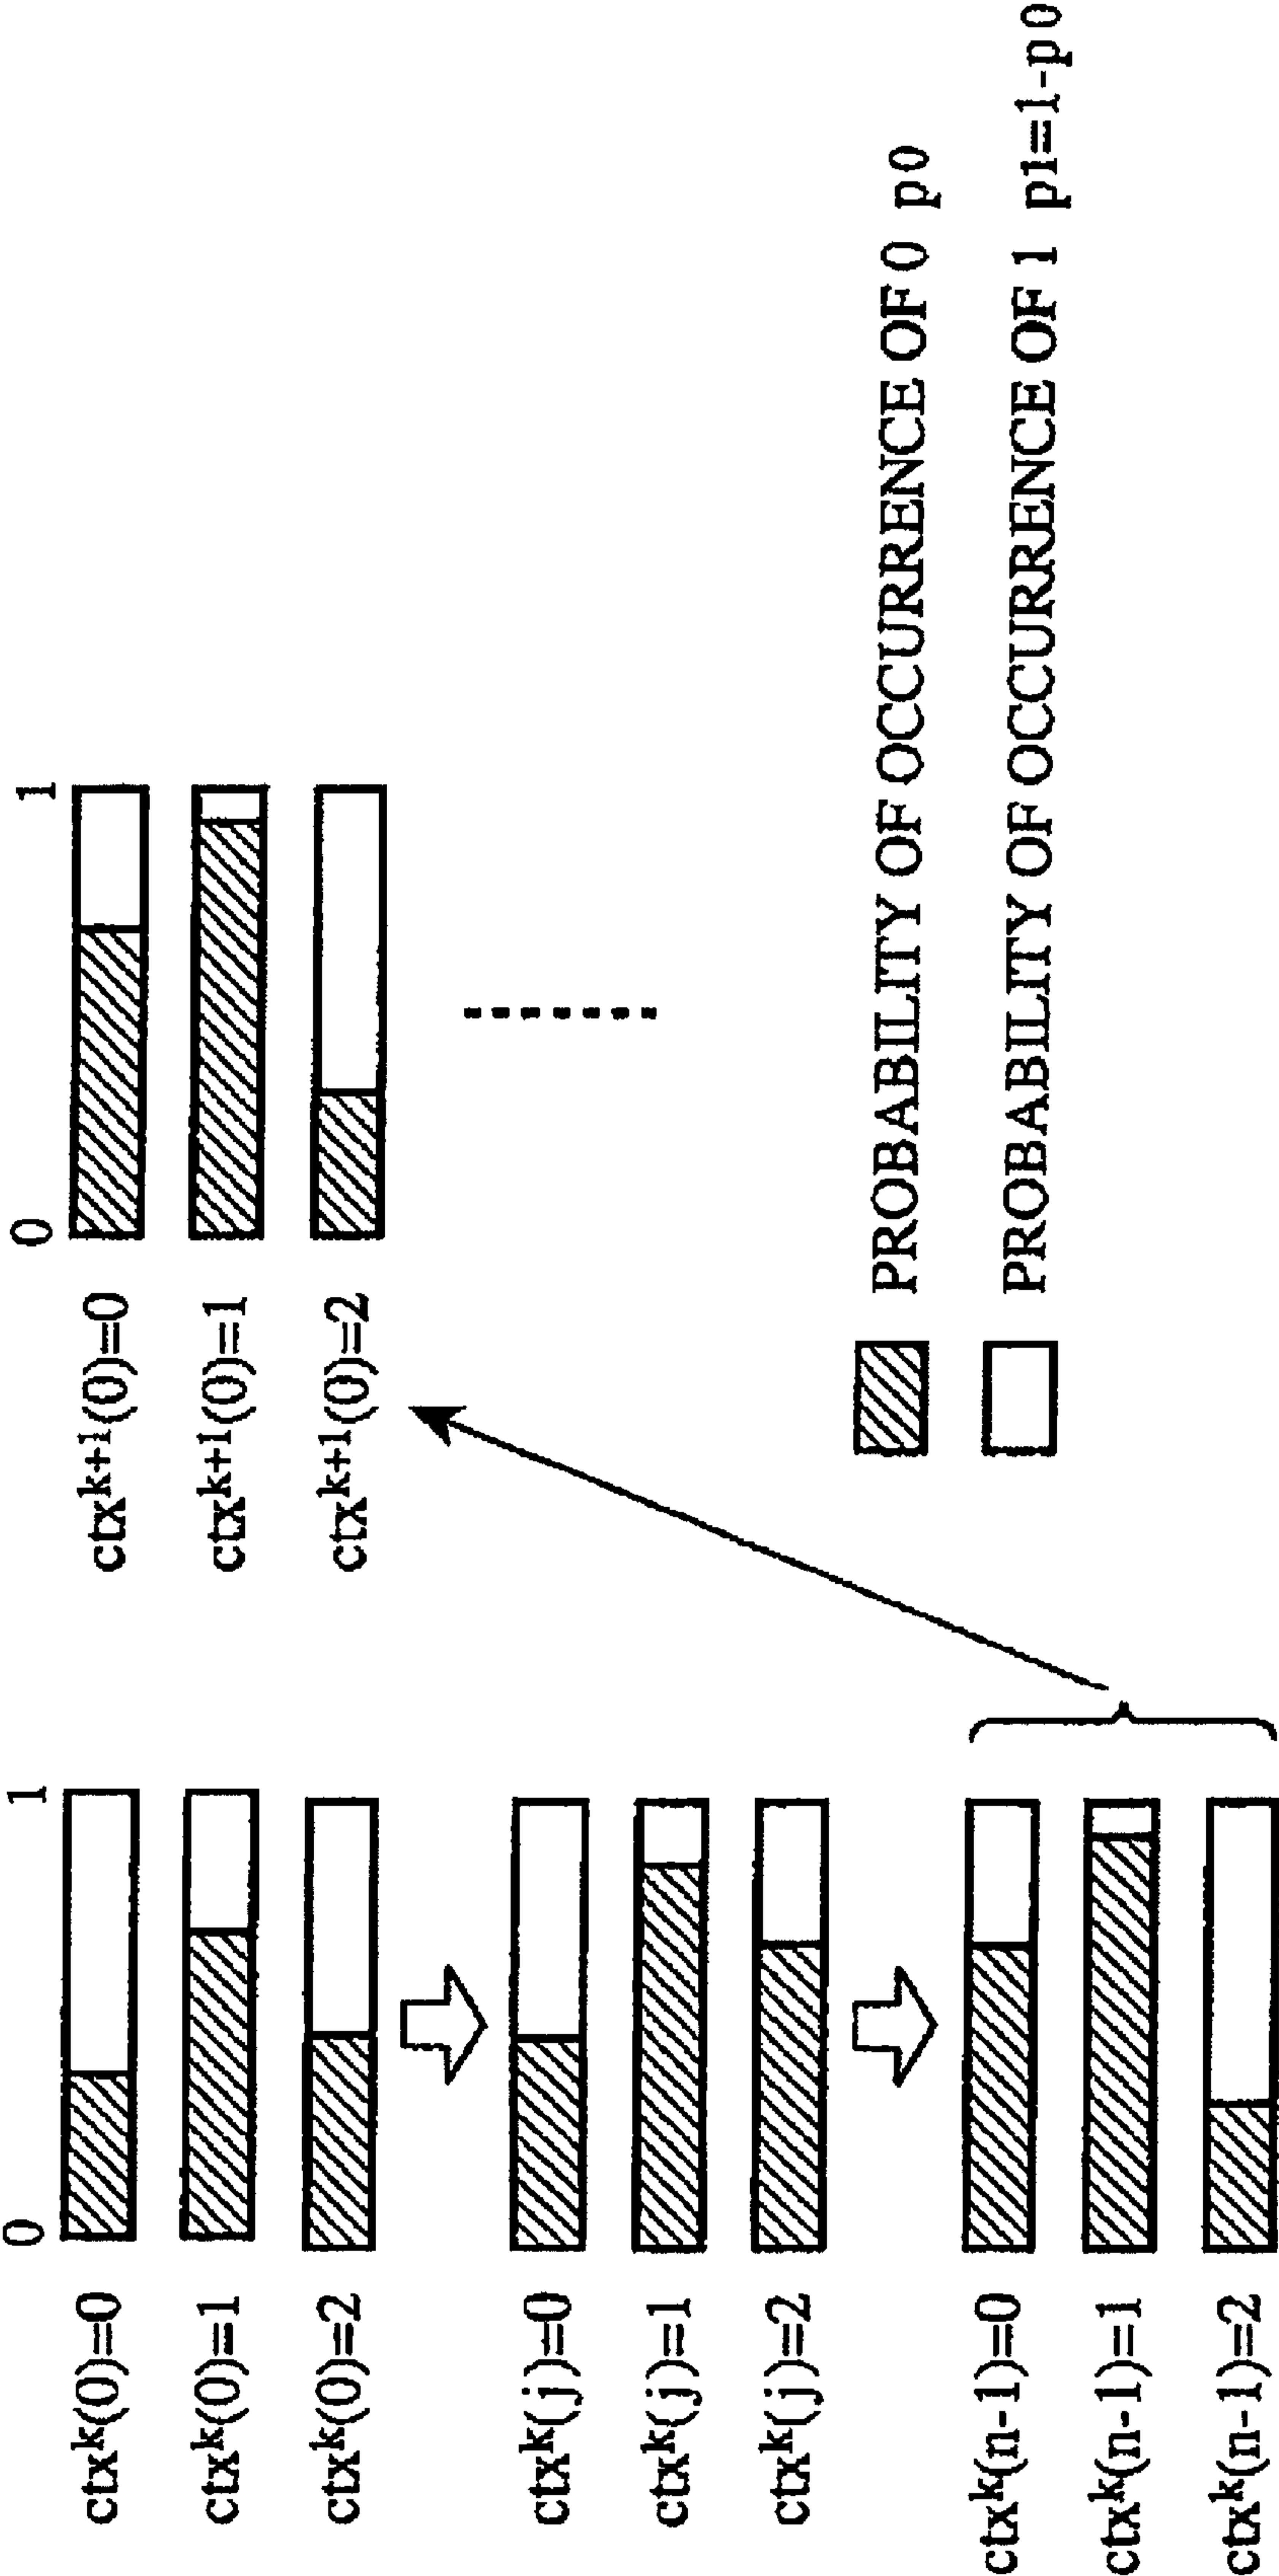 0 1
ctx^k(0)=0
ctx^k(0)=1
ctx^k(0)=2
ctx^k(j)=0
ctx^k(j)=1
ctx^k(j)=2
ctx^k(n-1)=0
ctx^k(n-1)=1
ctx^k(n-1)=2
0 1
ctx^k+1(0)=0
ctx^k+1(0)=1
ctx^k+1(0)=2
PROBABILITY OF OCCURRENCE OF 0 p0
PROBABILITY OF OCCURRENCE OF 1 p1=1-p0